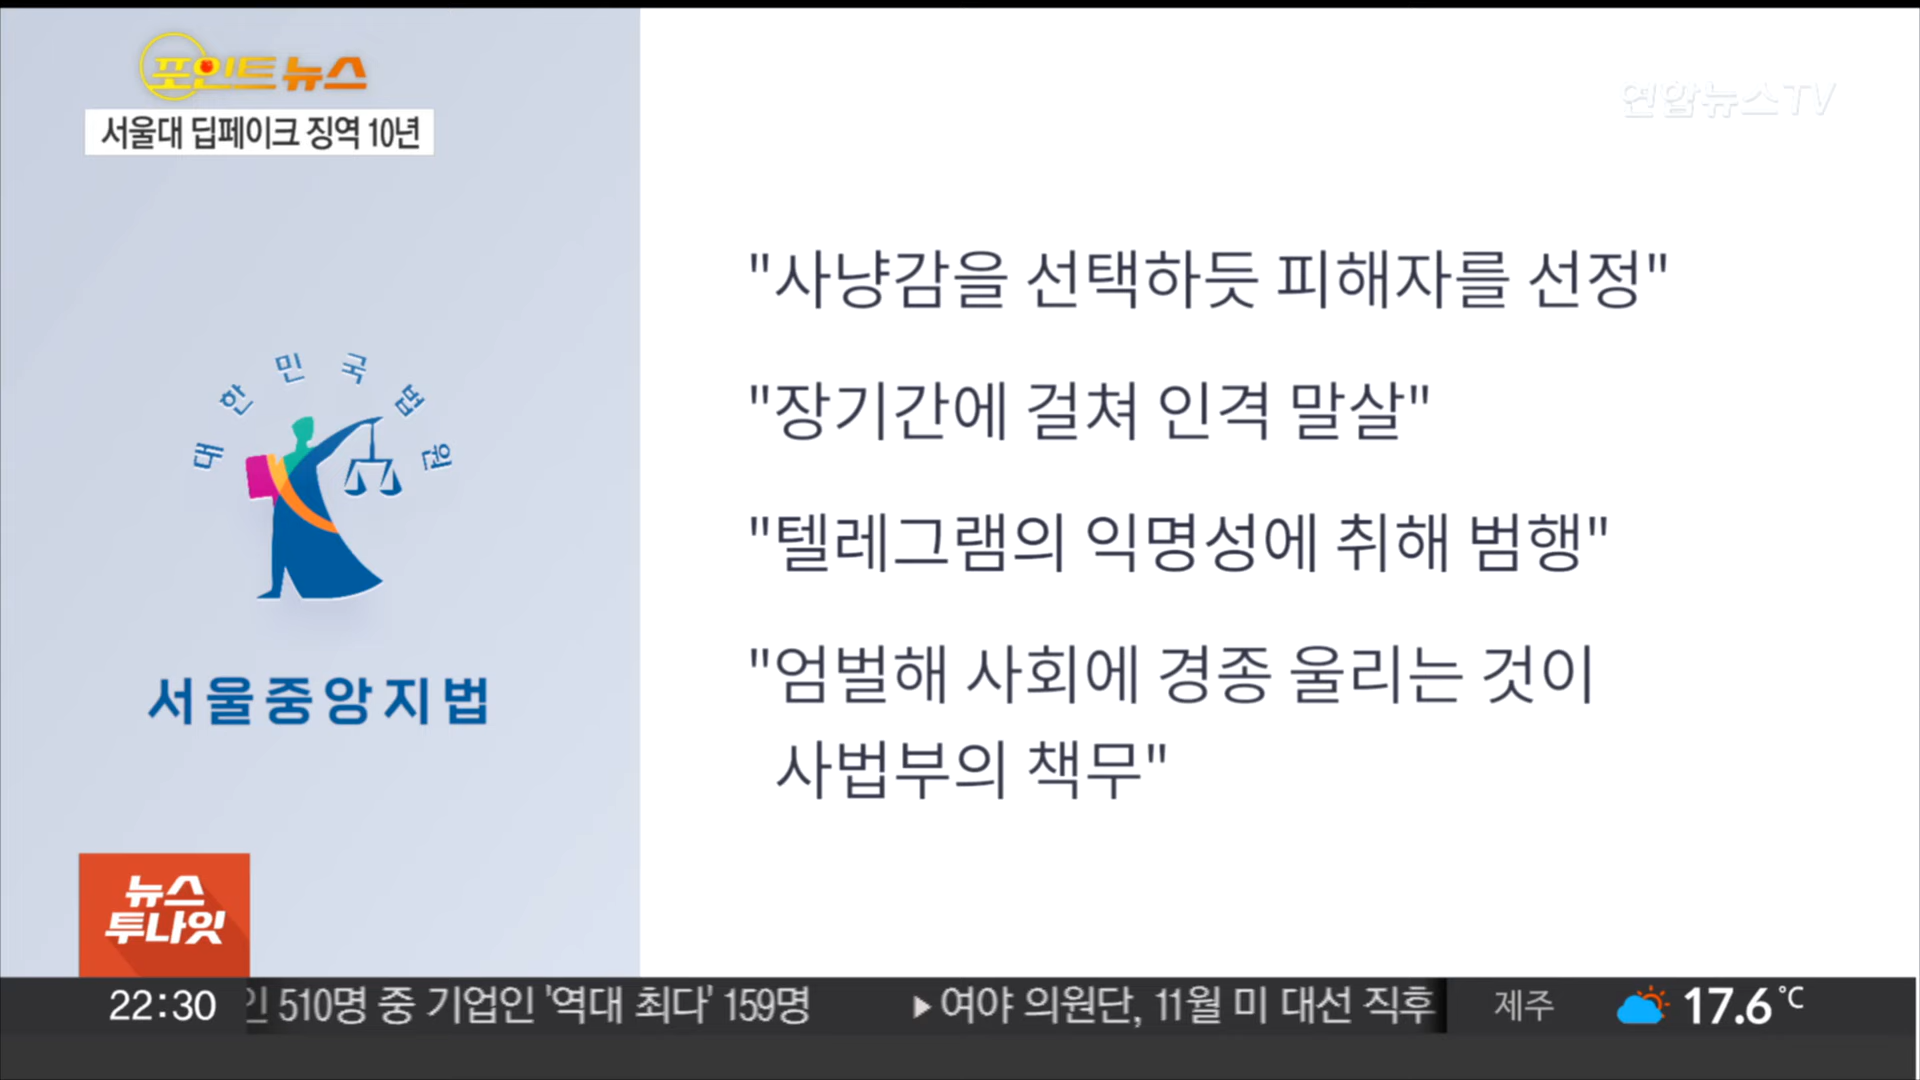 포인트뉴스
서울대 딥페이크 징역 10년
연합뉴스TV
대한민국법원
서울중앙지법
"사냥감을 선택하듯 피해자를 선정"
"장기간에 걸쳐 인격 말살"
"텔레그램의 익명성에 취해 범행"
"엄벌해 사회에 경종 울리는 것이
사법부의 책무"
뉴스
투나잇
22:30 인 510명 중 기업인 '역대 최다' 159명 ▶여야 의원단, 11월 미 대선 직후 제주 17.6℃